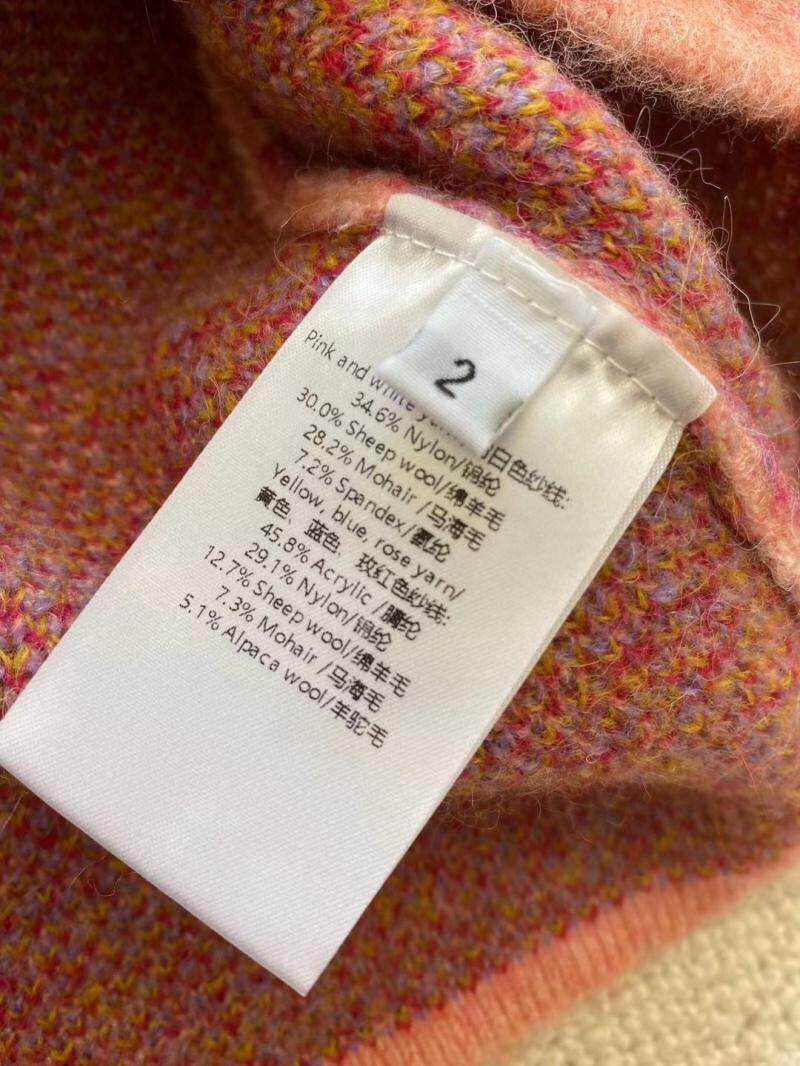 2
Pink and white 白色纱线:
34.6% Nylon/锦纶
30.0% Sheep wool/绵羊毛
28.2% Mohair /马海毛
7.2% Spandex/氨纶
Yellow, blue, rose yarn/
黄色、蓝色、玫红色纱线:
45.8% Acrylic /腈纶
29.1% Nylon/锦纶
12.7% Sheep wool/绵羊毛
7.3% Mohair /马海毛
5.1% Alpaca wool/羊驼毛